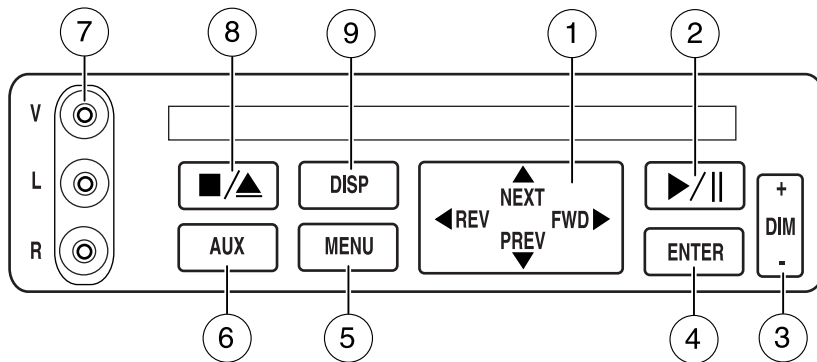 7 8 9 1 2
V
L
R
DISP
NEXT
REV FWD
PREV
+
DIM
-
AUX MENU ENTER
6 5 4 3